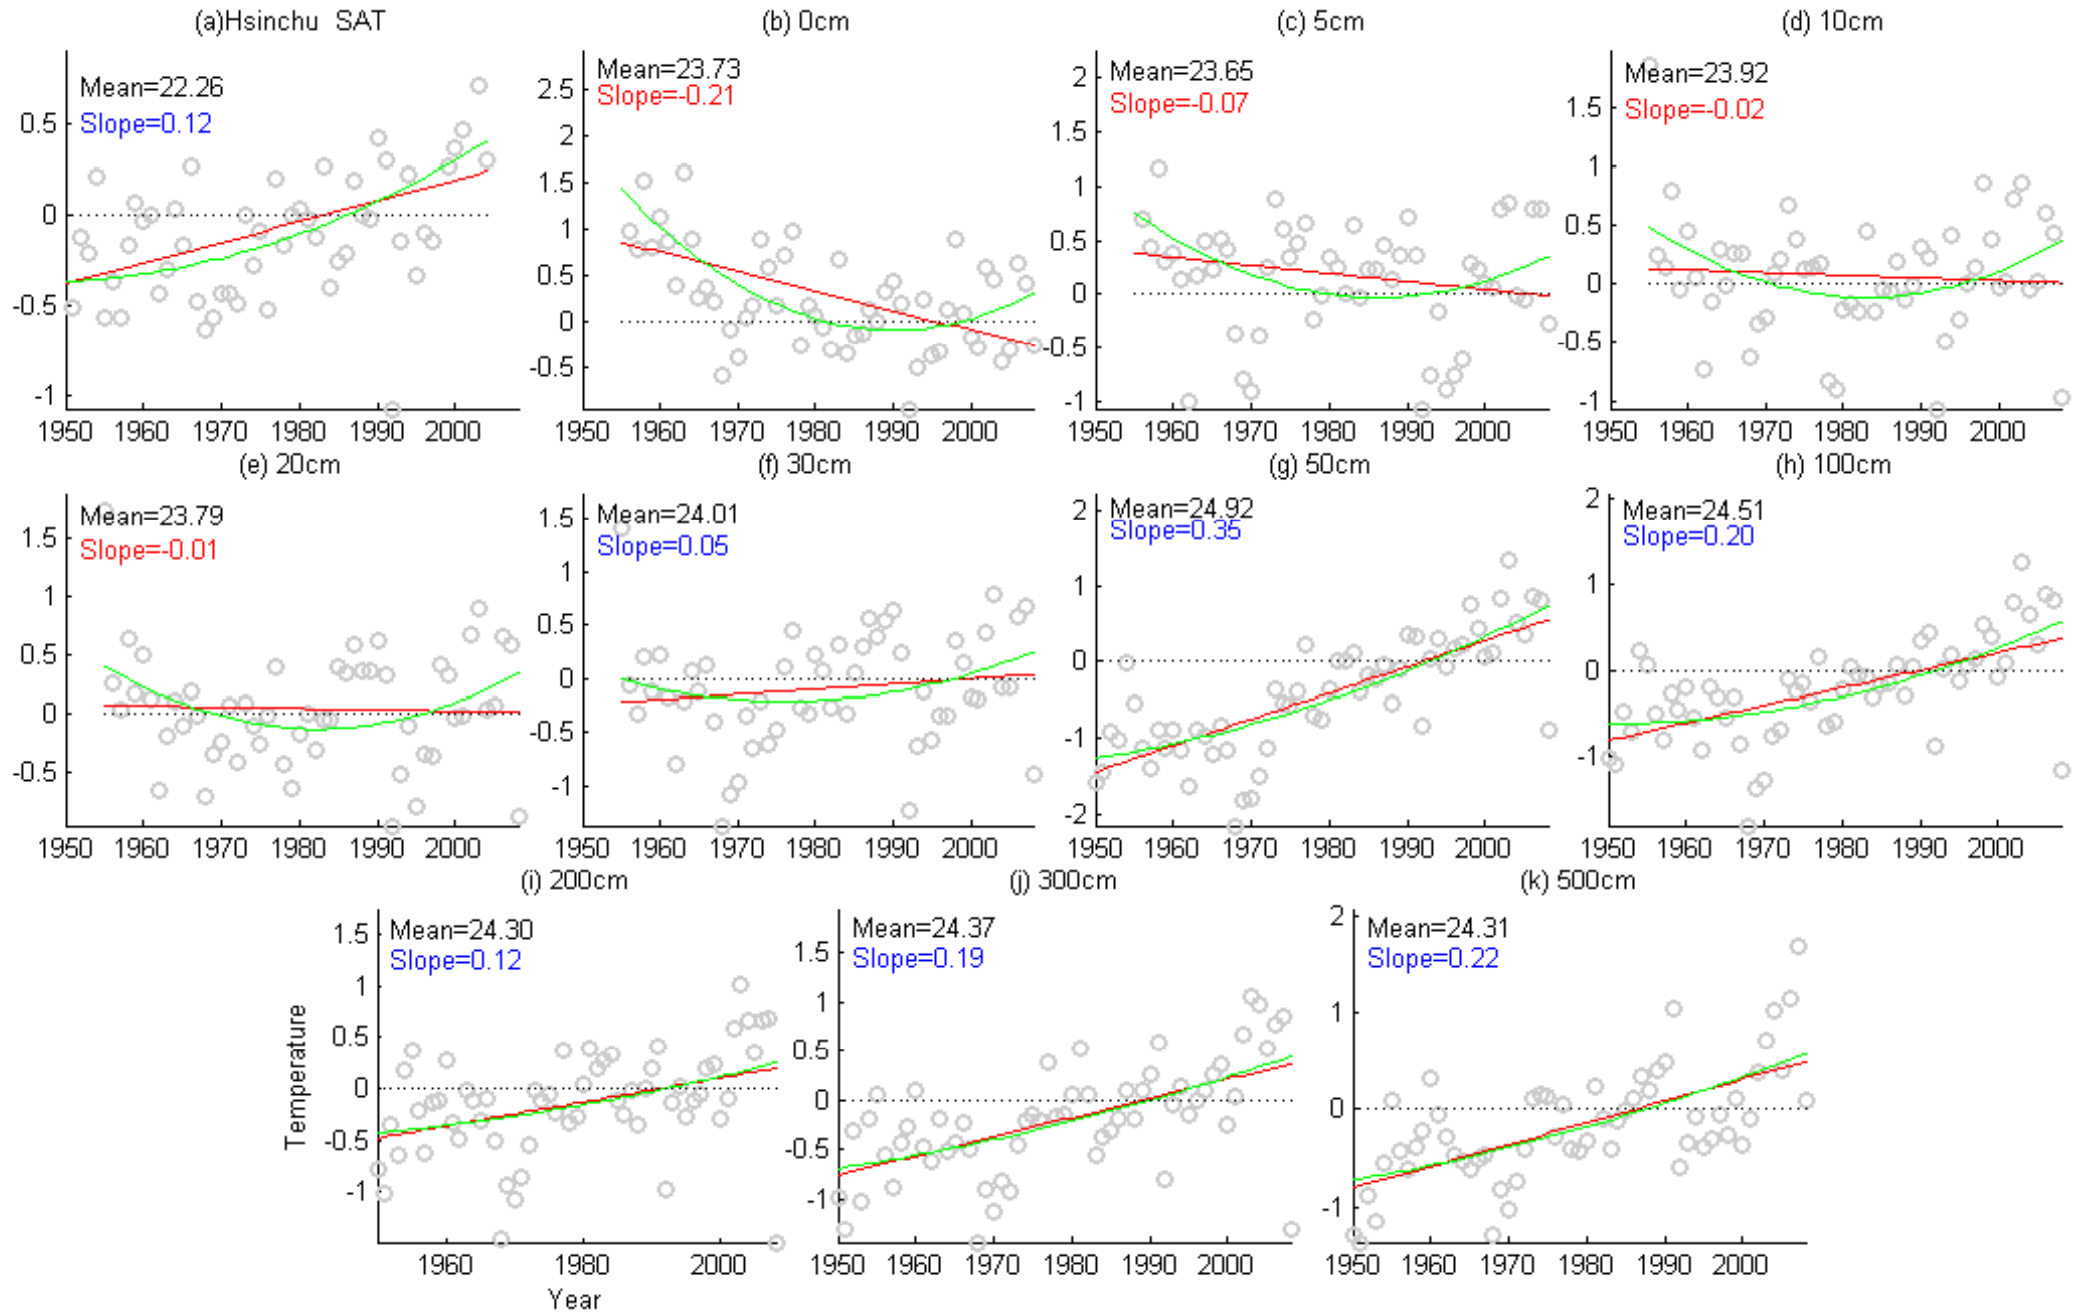 (a)Hsinchu SAT
(b) 0cm
(c) 5cm
(d) 10cm
Mean=22.26
Slope=0.12
0.5
0
-0.5
-1
1950 1960 1970 1980 1990 2000
Mean=23.73
Slope=-0.21
2.5
2
1.5
1
0.5
0
-0.5
1950 1960 1970 1980 1990 2000
Mean=23.65
Slope=-0.07
2
1.5
1
0.5
0
-0.5
-1
1950 1960 1970 1980 1990 2000
Mean=23.92
Slope=-0.02
1.5
1
0.5
0
-0.5
-1
1950 1960 1970 1980 1990 2000
(e) 20cm
(f) 30cm
(g) 50cm
(h) 100cm
Mean=23.79
Slope=-0.01
1.5
1
0.5
0
-0.5
1950 1960 1970 1980 1990 2000
Mean=24.01
Slope=0.05
1.5
1
0.5
0
-0.5
-1
1950 1960 1970 1980 1990 2000
Mean=24.92
Slope=0.35
2
1
0
-1
-2
1950 1960 1970 1980 1990 2000
Mean=24.51
Slope=0.20
2
1
0
-1
1950 1960 1970 1980 1990 2000
(i) 200cm
(j) 300cm
(k) 500cm
Mean=24.30
Slope=0.12
1.5
1
0.5
0
-0.5
-1
Temperature
1960 1980 2000
Year
Mean=24.37
Slope=0.19
1.5
1
0.5
0
-0.5
-1
1950 1960 1970 1980 1990 2000
Mean=24.31
Slope=0.22
2
1
0
-1
1950 1960 1970 1980 1990 2000